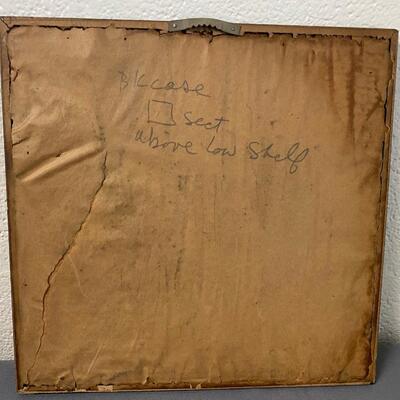 Bkcase
□ sect
above low shelf